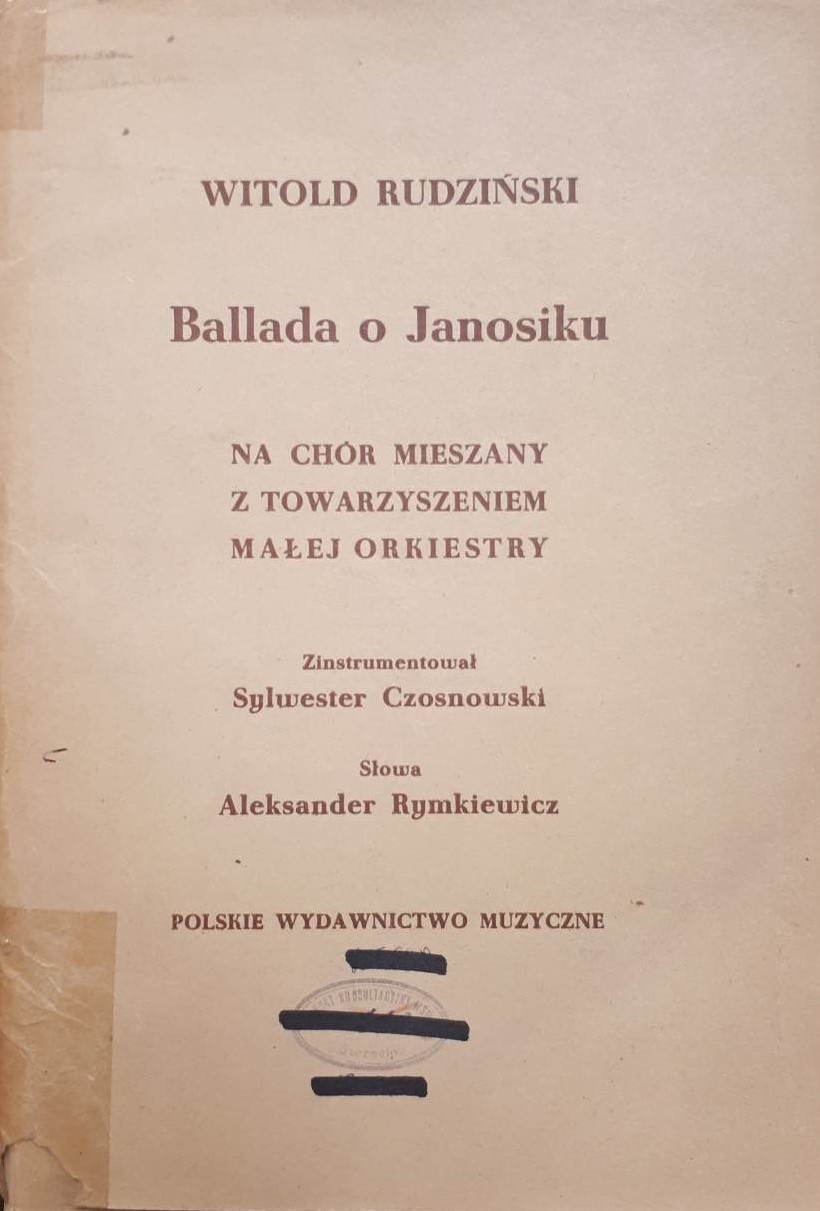 WITOLD RUDZIŃSKI
Ballada o Janosiku
NA CHÓR MIESZANY
Z TOWARZYSZENIEM
MAŁEJ ORKIESTRY
Zinstrumentował
Sylwester Czosnowski
Słowa
Aleksander Rymkiewicz
POLSKIE WYDAWNICTWO MUZYCZNE